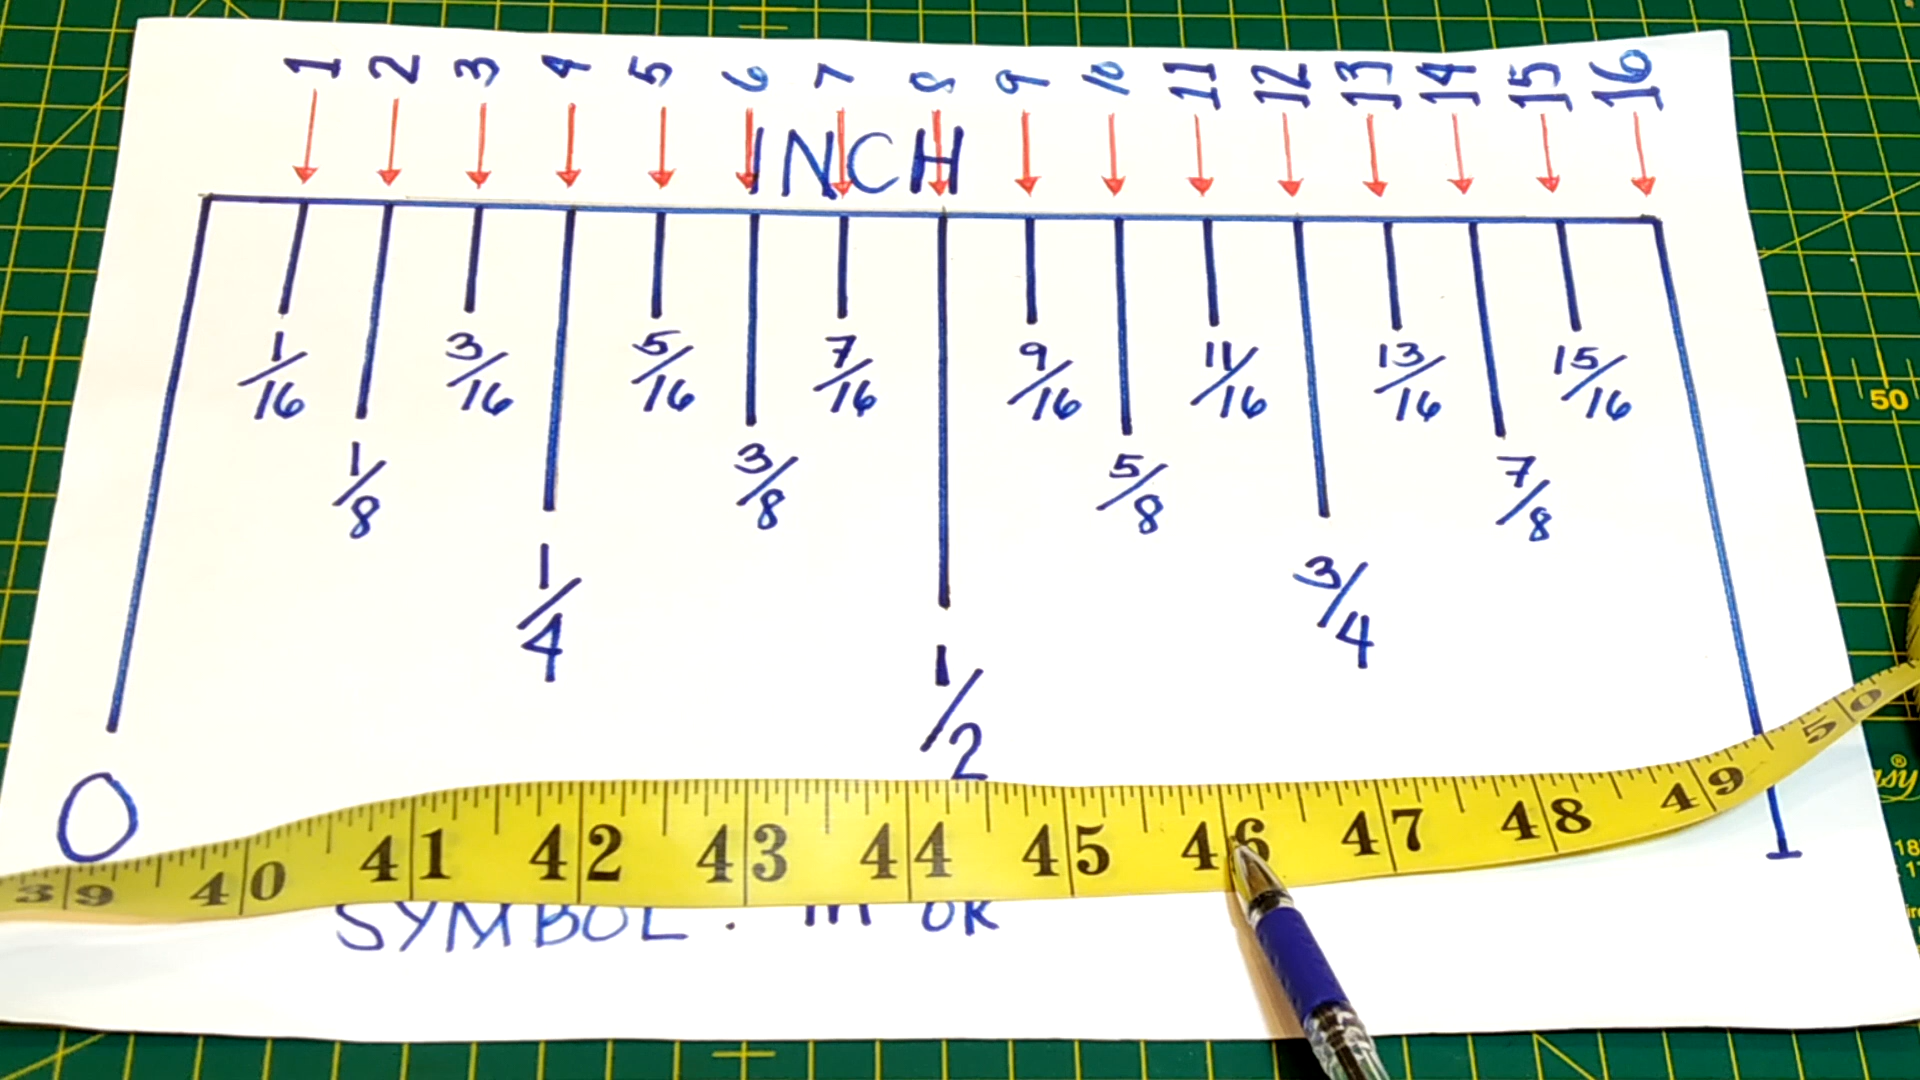 1 2 3 4 5 6 7 8 9 10 11 12 13 14 15 16
INCH
1/16 3/16 5/16 7/16 9/16 11/16 13/16 15/16
1/8 3/8 5/8 7/8
1/4 3/4
1/2
0 1
39 40 41 42 43 44 45 46 47 48 49 50
SYMBOL: in OR
50